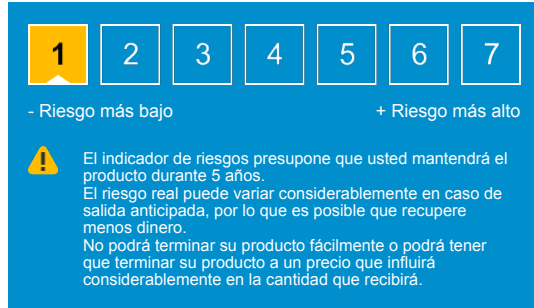 1 2 3 4 5 6 7
- Riesgo más bajo + Riesgo más alto
El indicador de riesgos presupone que usted mantendrá el
producto durante 5 años.
El riesgo real puede variar considerablemente en caso de
salida anticipada, por lo que es posible que recupere
menos dinero.
No podrá terminar su producto fácilmente o podrá tener
que terminar su producto a un precio que influirá
considerablemente en la cantidad que recibirá.